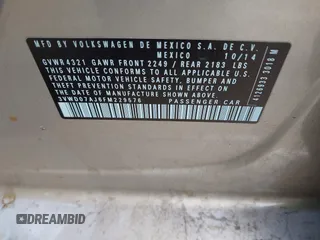 MFG BY VOLKSWAGEN DE MEXICO S.A. DE C.V.
MEXICO 10/14
GVWR 4321 GAWR FRONT 2249 / REAR 2183 LBS
THIS VEHICLE CONFORMS TO ALL APPLICABLE
FEDERAL MOTOR VEHICLE SAFETY,
BUMPER, AND THEFT PREVENTION STANDARDS
IN EFFECT ON THE DATE OF MANUFACTURE
SHOWN ABOVE.
3VWD07AJ6FM229576 PASSENGER CAR
DREAMBID